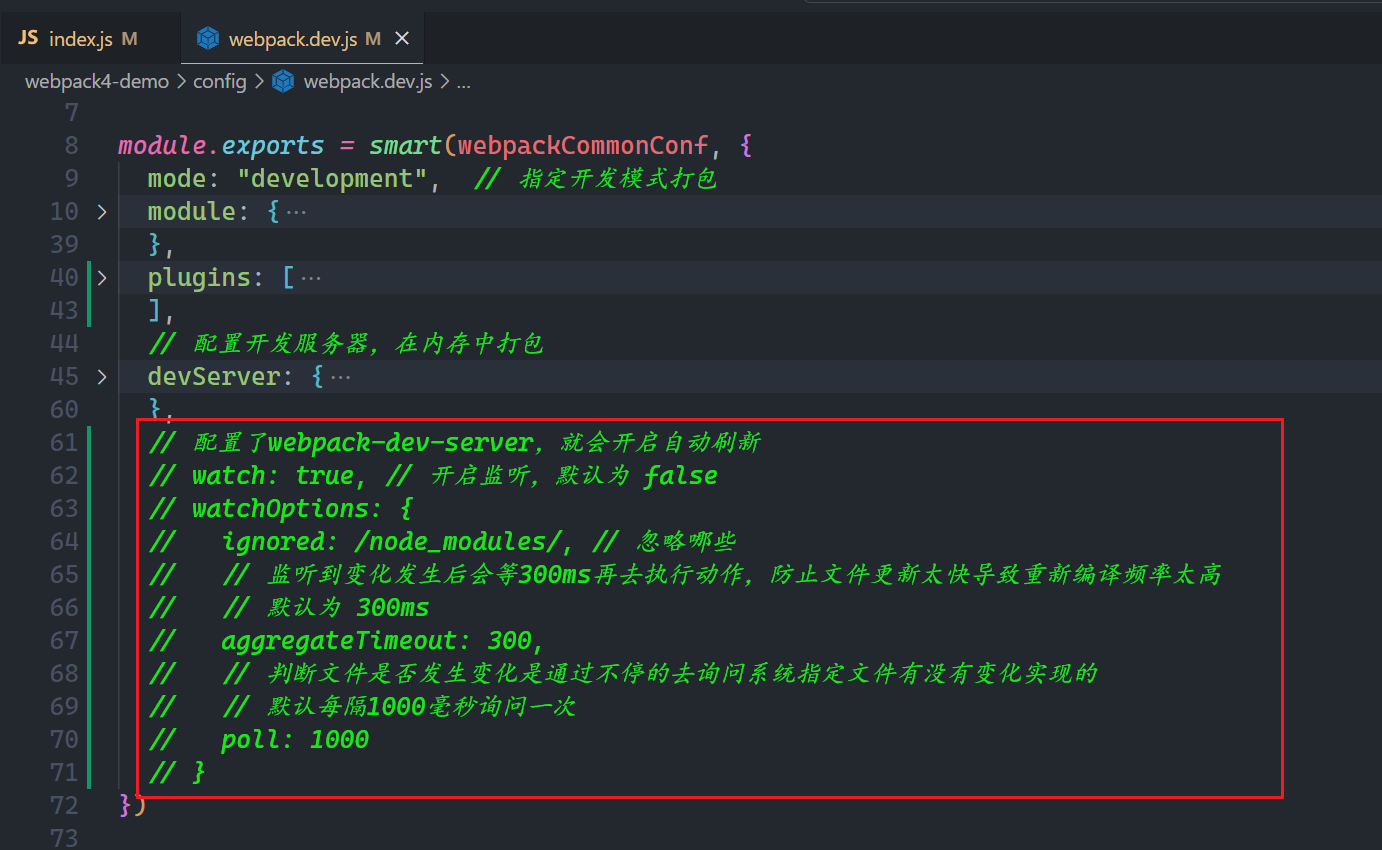 JS index.js M webpack.dev.js M ×
webpack4-demo > config > webpack.dev.js > ...
7
8 module.exports = smart(webpackCommonConf, {
9 mode: "development", // 指定开发模式打包
10 > module: {···
39 },
40 > plugins: [···
43 ],
44 // 配置开发服务器，在内存中打包
45 > devServer: {···
60 },
61 // 配置了webpack-dev-server，就会开启自动刷新
62 // watch: true, // 开启监听，默认为 false
63 // watchOptions: {
64 // ignored: /node_modules/, // 忽略哪些
65 // // 监听到变化发生后会等300ms再去执行动作，防止文件更新太快导致重新编译频率太高
66 // // 默认为 300ms
67 // aggregateTimeout: 300,
68 // // 判断文件是否发生变化是通过不停的去询问系统指定文件有没有变化实现的
69 // // 默认每隔1000毫秒询问一次
70 // poll: 1000
71 // }
72 })
73